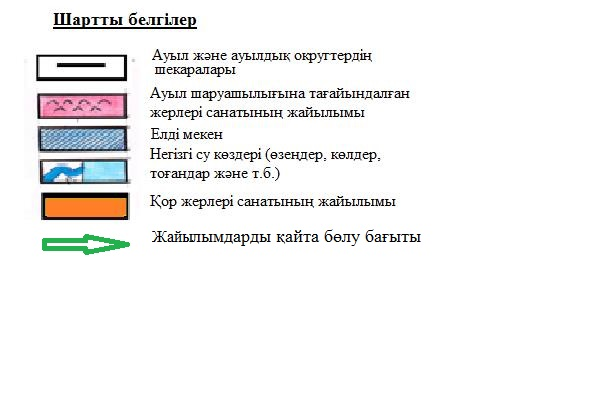 Шартты белгілер
Ауыл және ауылдық округтердің
шекаралары
Ауыл шаруашылығына тағайындалған
жерлері санатының жайылымы
Елді мекен
Негізгі су көздері (өзеңдер, көлдер,
тоғандар және т.б.)
Қор жерлері санатының жайылымы
Жайылымдарды қайта бөлу бағыты